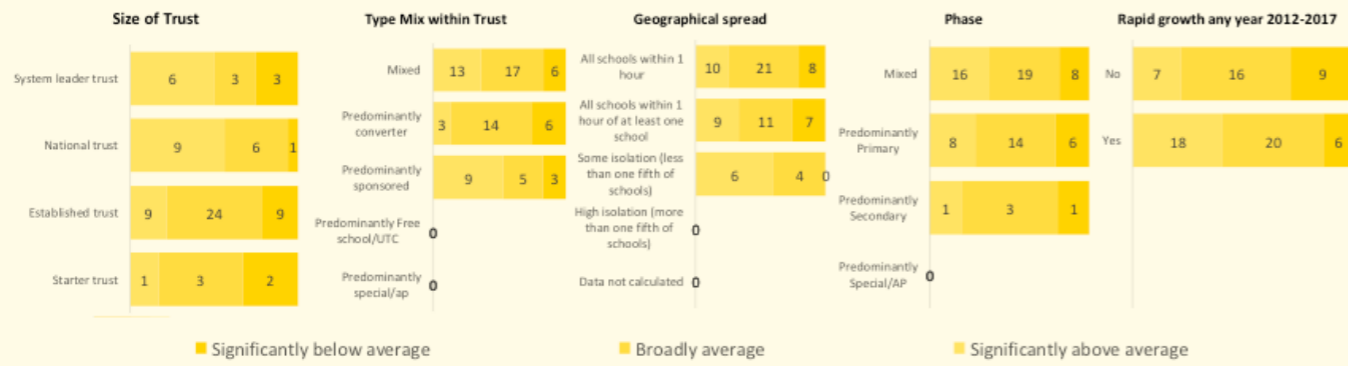 Size of Trust
System leader trust
6 3 3
National trust
9 6 1
Established trust
9 24 9
Starter trust
1 3 2
Type Mix within Trust
Mixed
13 17 6
Predominantly
converter
3 14 6
Predominantly
sponsored
9 5 3
Predominantly Free
school/UTC
0
Predominantly
special/ap
0
Geographical spread
All schools within 1
hour
10 21 8
All schools within 1
hour of at least one
school
9 11 7
Some isolation (less
than one fifth of
schools)
6 4 0
High isolation (more
than one fifth of
schools)
0
Data not calculated
0
Phase
Mixed
16 19 8
Predominantly
Primary
8 14 6
Predominantly
Secondary
1 3 1
Predominantly
Special/AP
0
Rapid growth any year 2012-2017
No
7 16 9
Yes
18 20 6
Significantly below average
Broadly average
Significantly above average